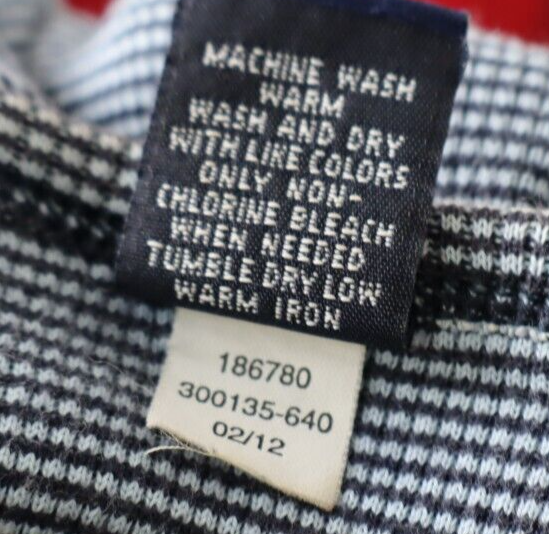 MACHINE WASH
WARM
WASH AND DRY
WITH LIKE COLORS
ONLY NON-
CHLORINE BLEACH
WHEN NEEDED
TUMBLE DRY LOW
WARM IRON
186780
300135-640
02/12